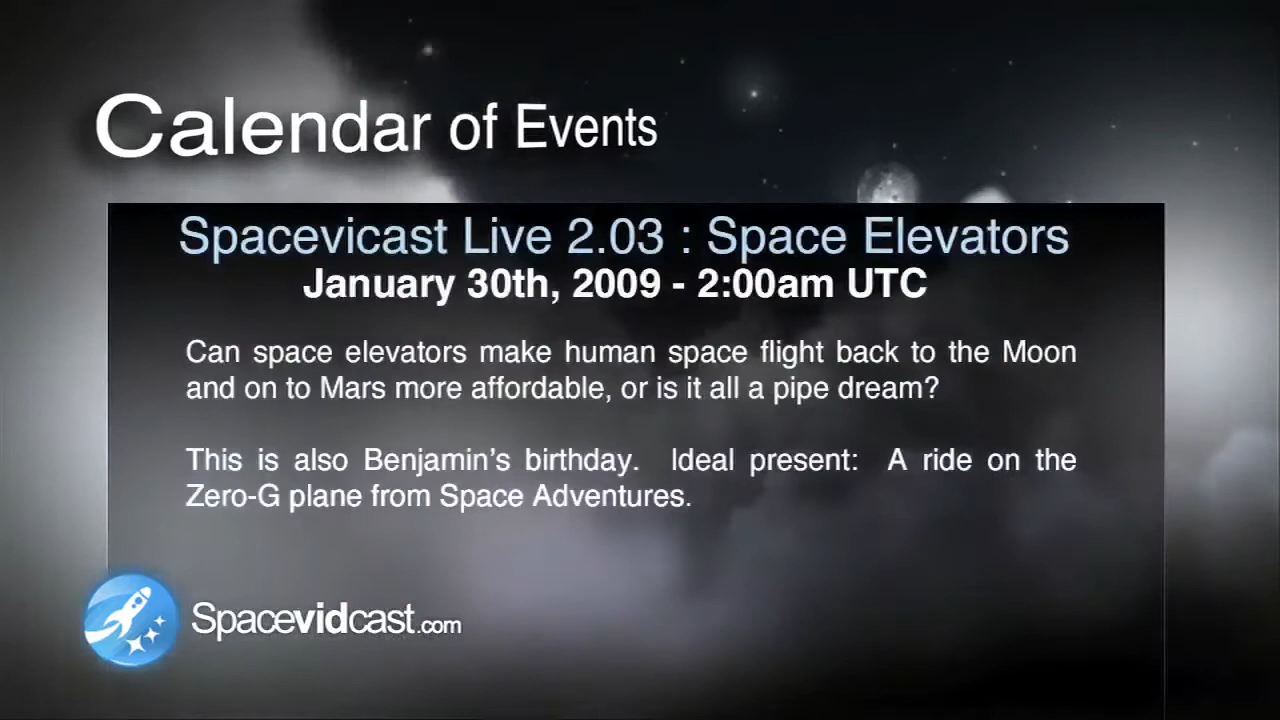 Calendar of Events
Spacevicast Live 2.03 : Space Elevators
January 30th, 2009 - 2:00am UTC
Can space elevators make human space flight back to the Moon
and on to Mars more affordable, or is it all a pipe dream?
This is also Benjamin's birthday. Ideal present: A ride on the
Zero-G plane from Space Adventures.
Spacevidcast.com